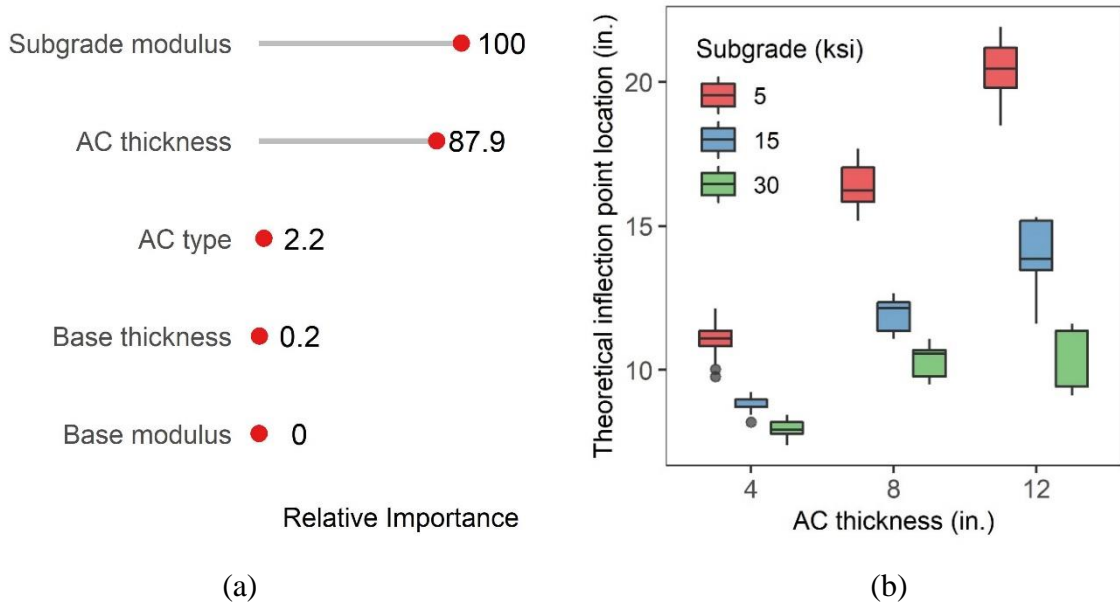 Subgrade modulus 100
AC thickness 87.9
AC type 2.2
Base thickness 0.2
Base modulus 0
Relative Importance
(a)
Theoretical inflection point location (in.)
20
15
10
Subgrade (ksi)
5
15
30
4 8 12
AC thickness (in.)
(b)